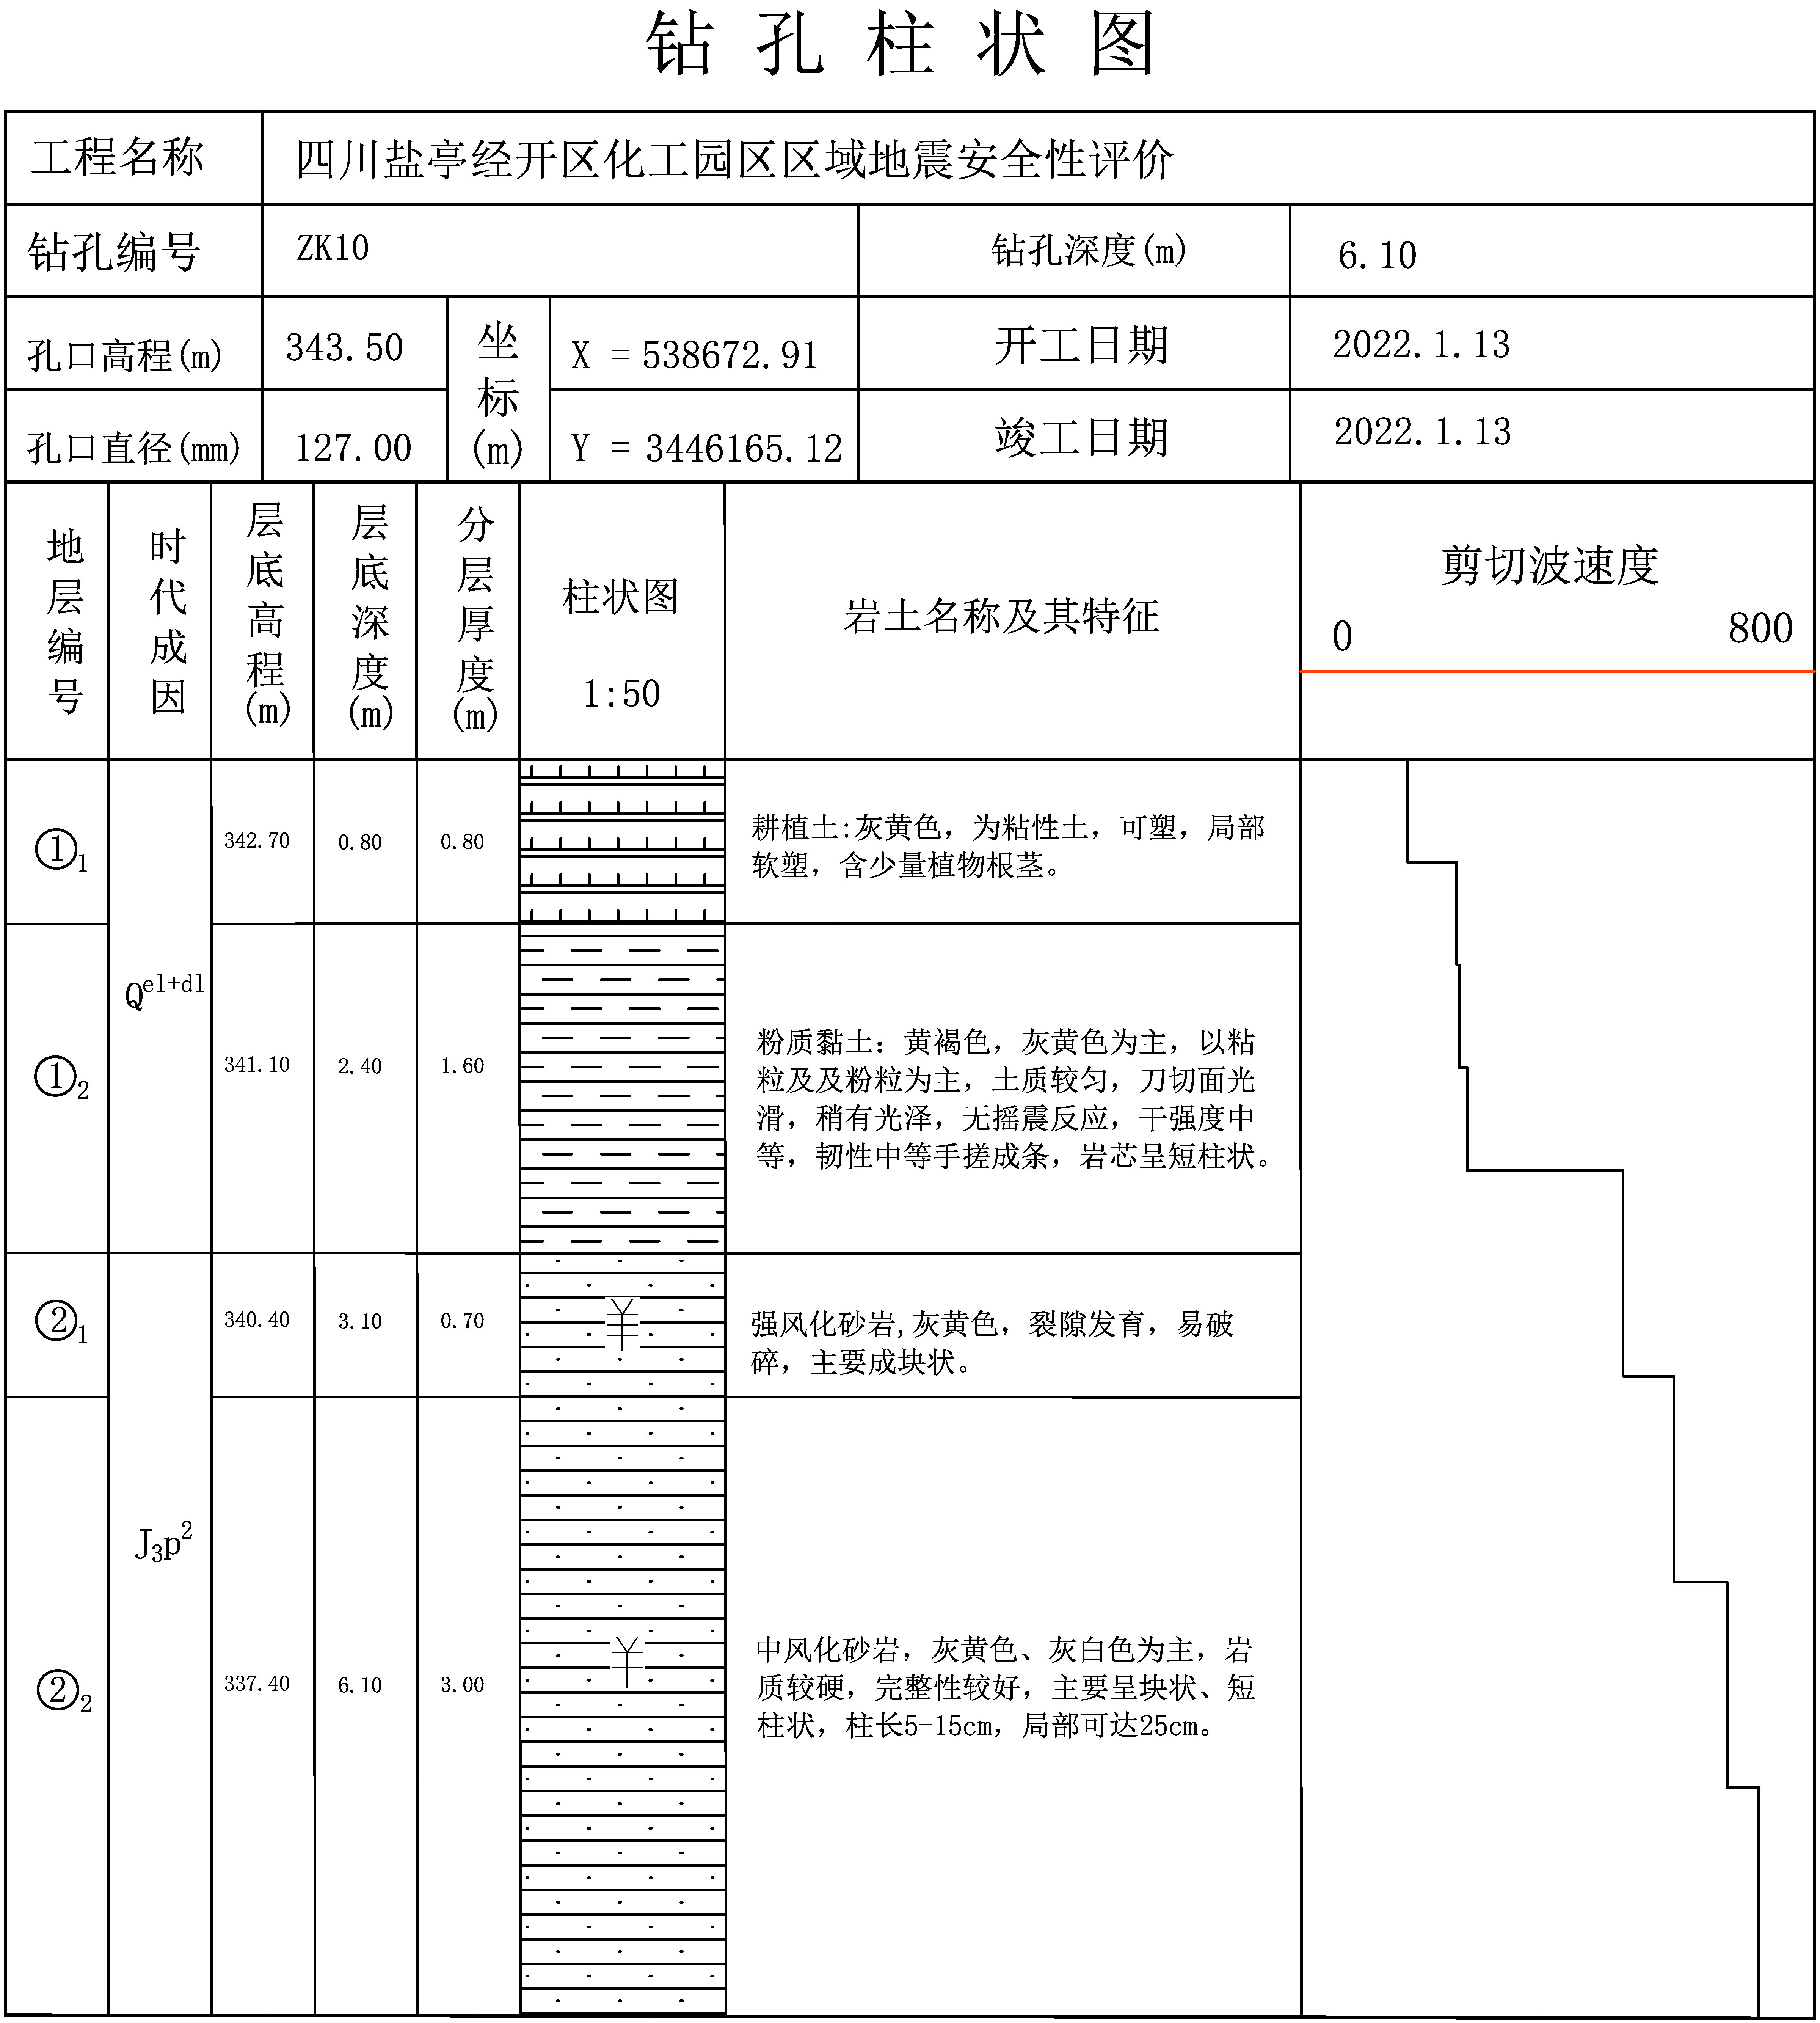 钻孔柱状图
工程名称 四川盐亭经开区化工园区区域地震安全性评价
钻孔编号 ZK10 钻孔深度(m) 6.10
孔口高程(m) 343.50 坐标(m) X = 538672.91 开工日期 2022.1.13
孔口直径(mm) 127.00 Y = 3446165.12 竣工日期 2022.1.13
地层编号 时代成因 层底高程(m) 层底深度(m) 分层厚度(m) 柱状图 1:50 岩土名称及其特征 剪切波速度
0 800
①1 342.70 0.80 0.80 耕植土:灰黄色，为粘性土，可塑，局部
软塑，含少量植物根茎。
Qel+dl
①2 341.10 2.40 1.60 粉质黏土：黄褐色，灰黄色为主，以粘
粒及及粉粒为主，土质较匀，刀切面光
滑，稍有光泽，无摇震反应，干强度中
等，韧性中等手搓成条，岩芯呈短柱状。
②1 340.40 3.10 0.70 强风化砂岩,灰黄色，裂隙发育，易破
碎，主要成块状。
J3p2
②2 337.40 6.10 3.00 中风化砂岩，灰黄色、灰白色为主，岩
质较硬，完整性较好，主要呈块状、短
柱状，柱长5-15cm，局部可达25cm。